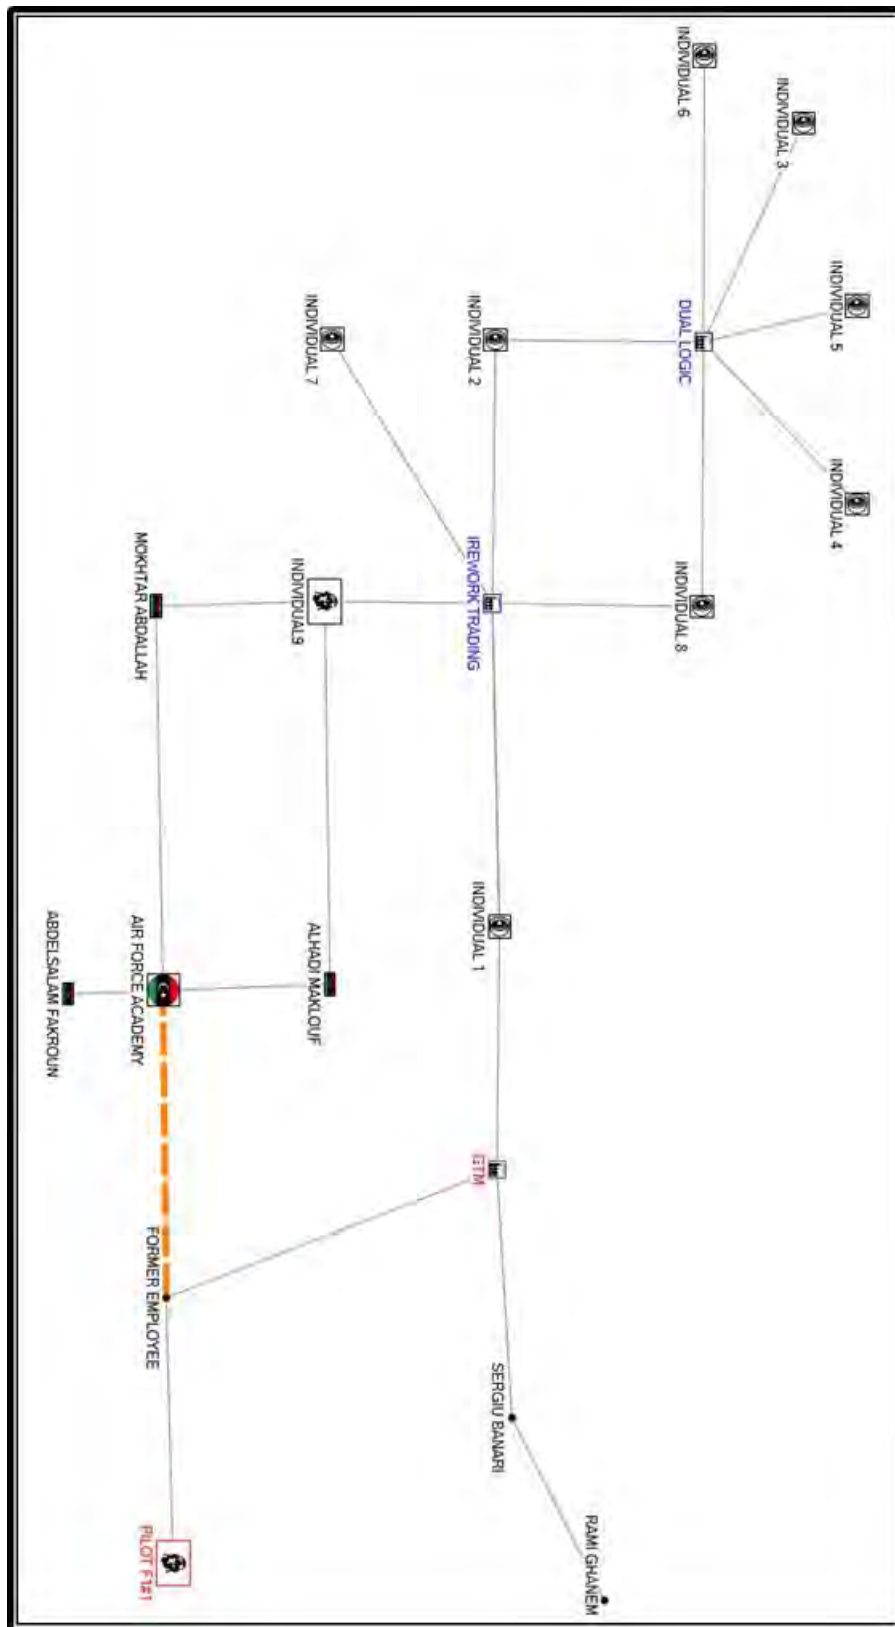 INDIVIDUAL 5
INDIVIDUAL 4
INDIVIDUAL 3
INDIVIDUAL 6
DUAL LOGIC
INDIVIDUAL 8
RAMI GHANEM
SERGIU BANARI
INDIVIDUAL 2
IREWORK TRADING
INDIVIDUAL 1
GTM
INDIVIDUAL 7
INDIVIDUAL9
ALHADI MAKLOUF
MOKHTAR ABDALLAH
AIR FORCE ACADEMY
FORMER EMPLOYEE
PILOT F1#1
ABDELSALAM FAKROUN